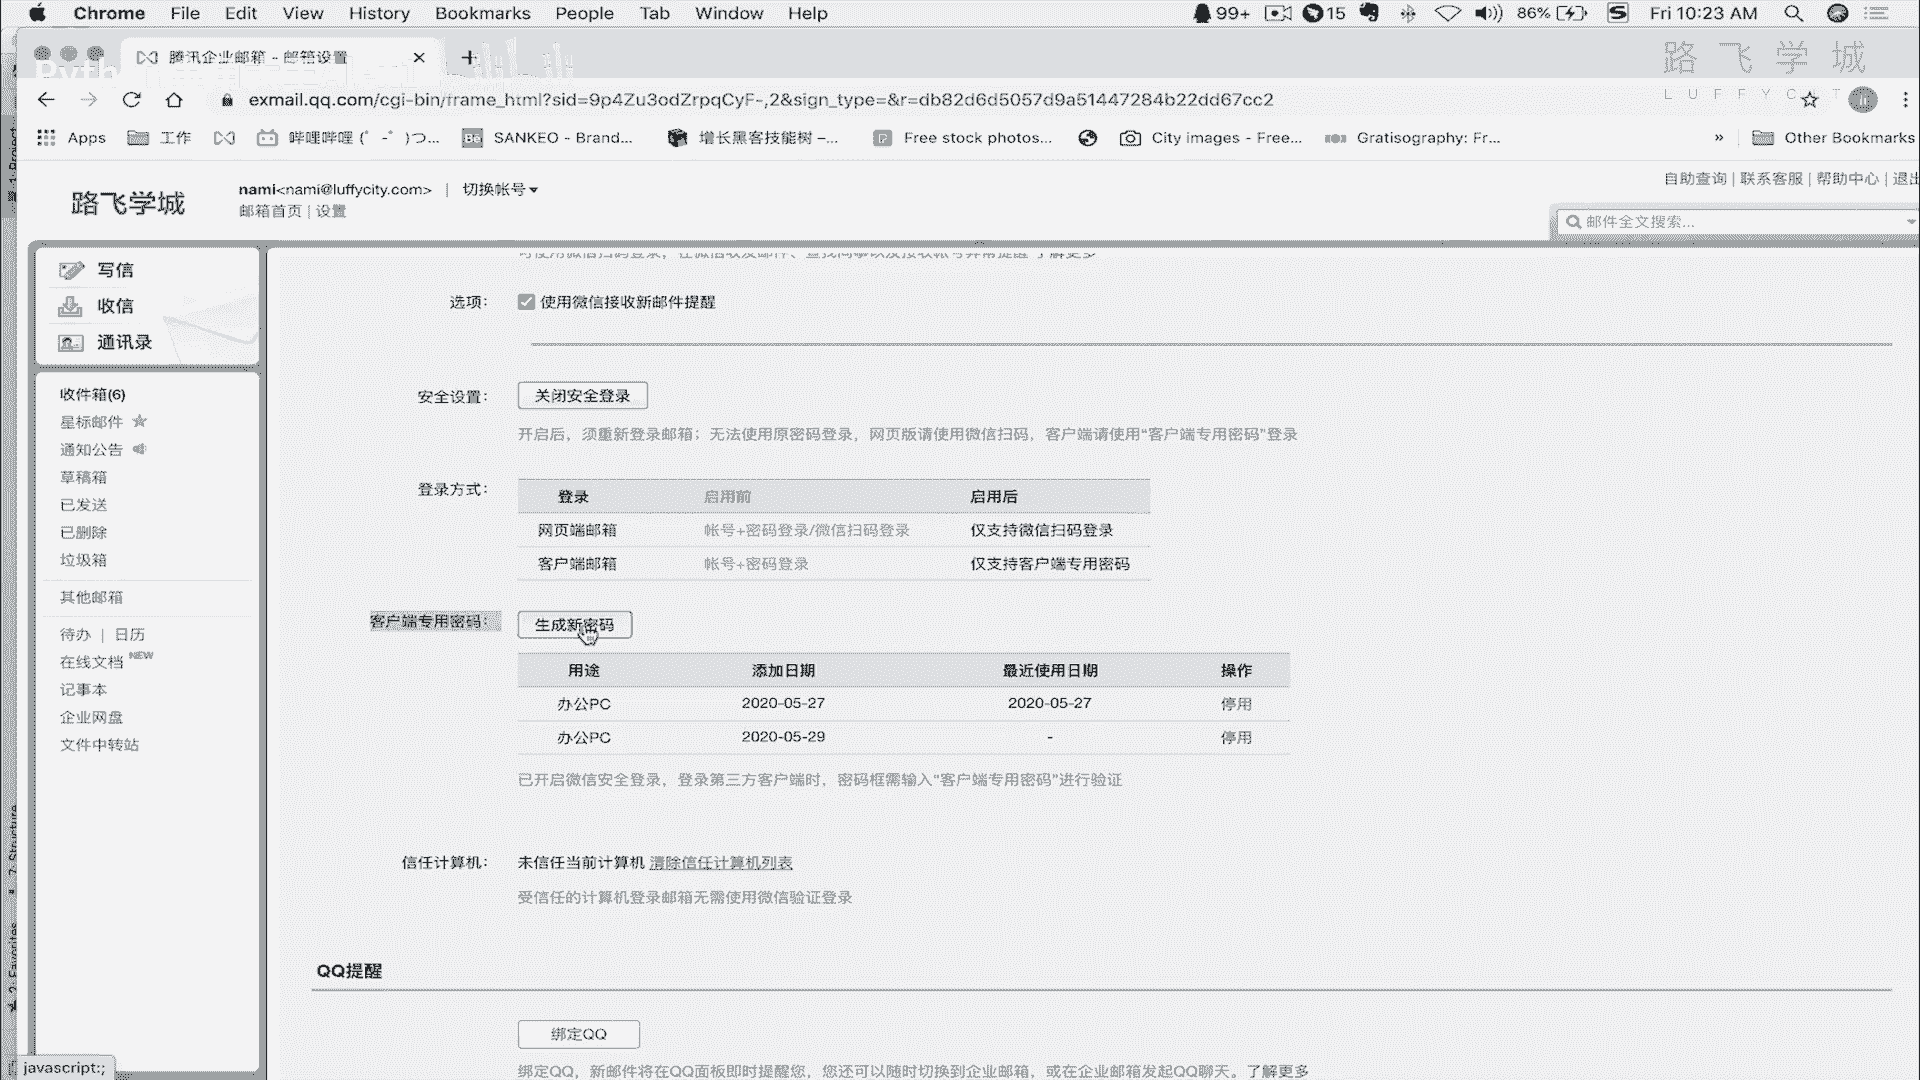 Chrome File Edit View History Bookmarks People Tab Window Help 99+ 15 86% Fri 10:23 AM
腾讯企业邮箱 - 邮箱设置
路飞学城
exmail.qq.com/cgi-bin/frame_html?sid=9p4Zu3odZrpqCyF-,2&sign_type=&r=db82d6d5057d9a51447284b22dd67cc2
Apps 工作 哔哩哔哩 (゜-゜)つ... SANKEO - Brand... 增长黑客技能树 –... Free stock photos... City images - Free... Gratisography: Fr... » Other Bookmarks
路飞学城
nami<nami@luffycity.com> | 切换帐号
邮箱首页 | 设置
自助查询 | 联系客服 | 帮助中心 | 退出
邮件全文搜索...
写信
收信
通讯录
收件箱(6)
星标邮件
通知公告
草稿箱
已发送
已删除
垃圾箱
其他邮箱
待办 | 日历
在线文档 NEW
记事本
企业网盘
文件中转站
选项: 使用微信接收新邮件提醒
安全设置: 关闭安全登录
开启后，须重新登录邮箱；无法使用原密码登录，网页版请使用微信扫码，客户端请使用“客户端专用密码”登录
登录方式: 登录 启用前 启用后
网页端邮箱 帐号+密码登录/微信扫码登录 仅支持微信扫码登录
客户端邮箱 帐号+密码登录 仅支持客户端专用密码
客户端专用密码: 生成新密码
用途 添加日期 最近使用日期 操作
办公PC 2020-05-27 2020-05-27 停用
办公PC 2020-05-29 - 停用
已开启微信安全登录，登录第三方客户端时，密码框需输入“客户端专用密码”进行验证
信任计算机: 未信任当前计算机 清除信任计算机列表
受信任的计算机登录邮箱无需使用微信验证登录
QQ提醒
绑定QQ
绑定QQ，新邮件将在QQ面板即时提醒您，您还可以随时切换到企业邮箱，或在企业邮箱发起QQ聊天。了解更多
javascript:;